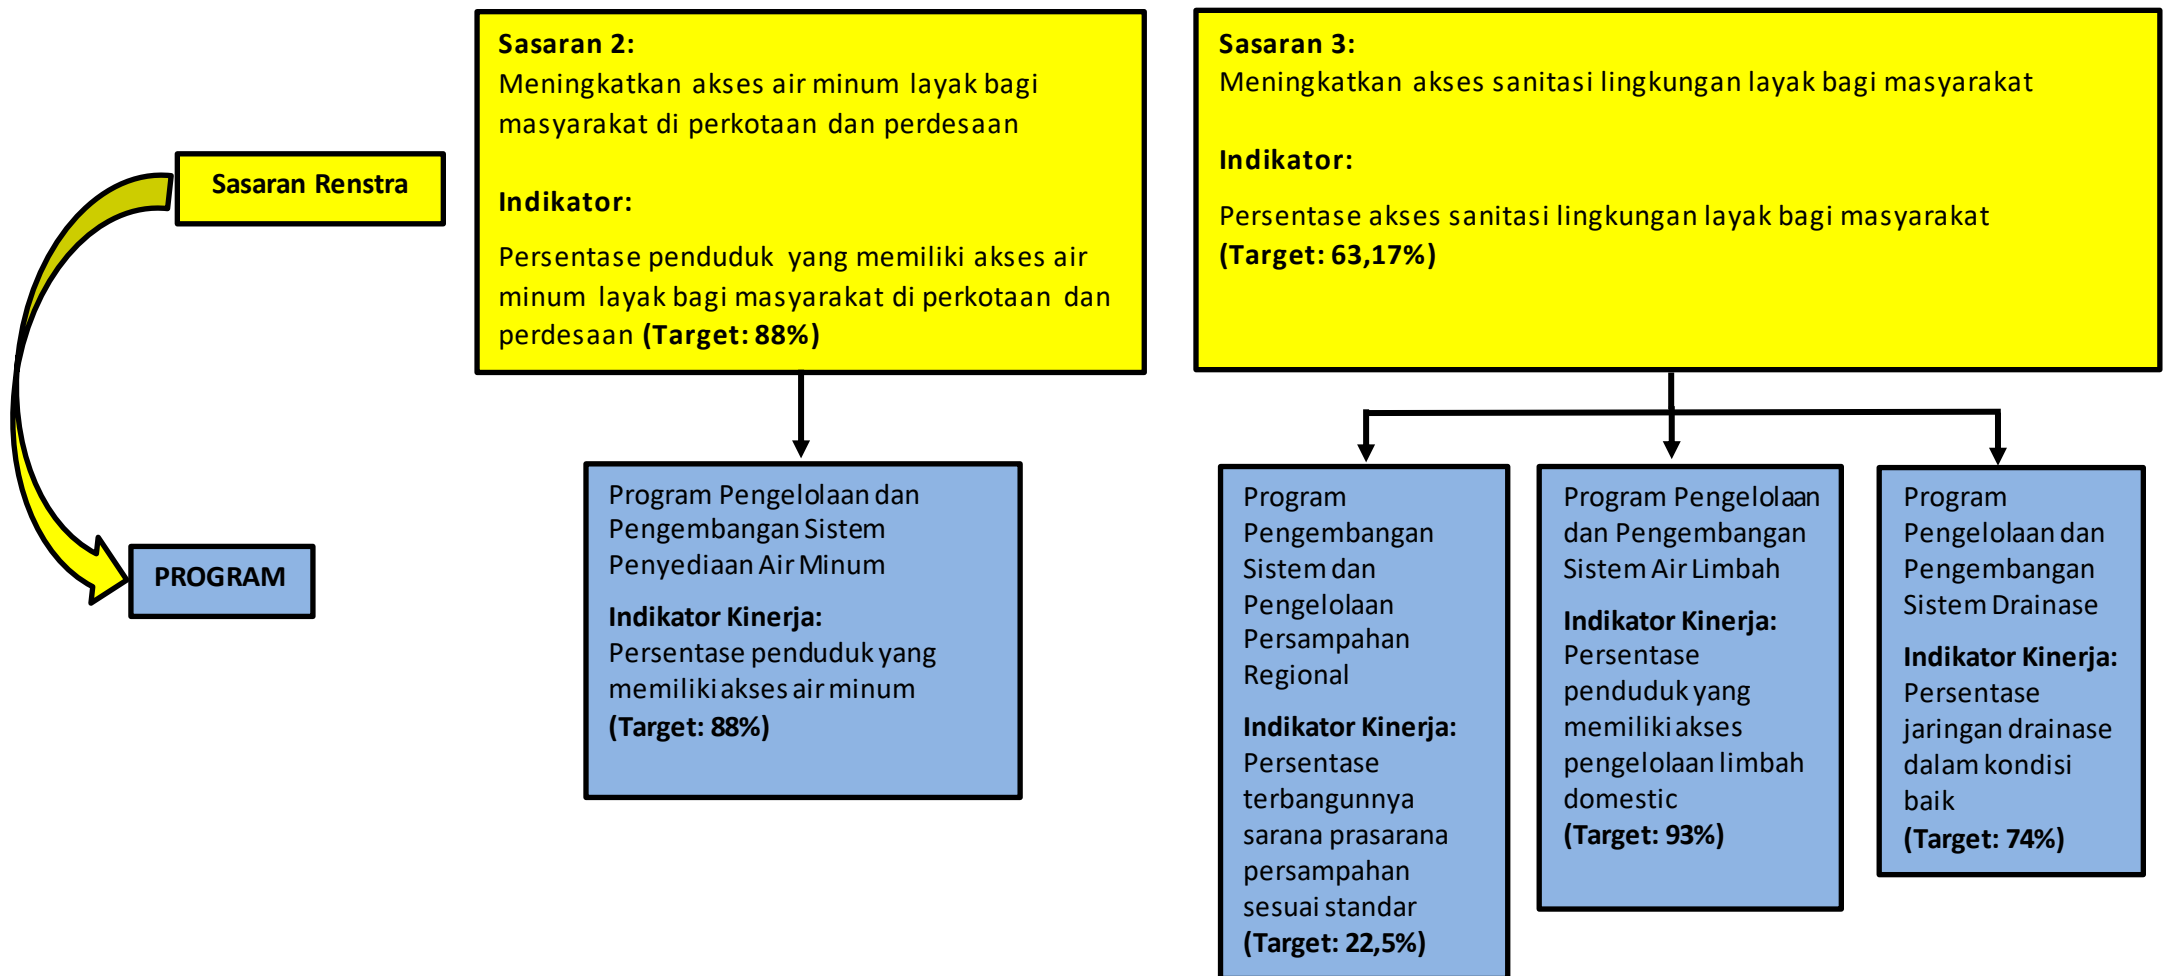 Sasaran Renstra
PROGRAM
Sasaran 2:
Meningkatkan akses air minum layak bagi
masyarakat di perkotaan dan perdesaan
Indikator:
Persentase penduduk yang memiliki akses air
minum layak bagi masyarakat di perkotaan dan
perdesaan (Target: 88%)
Program Pengelolaan dan
Pengembangan Sistem
Penyediaan Air Minum
Indikator Kinerja:
Persentase penduduk yang
memiliki akses air minum
(Target: 88%)
Sasaran 3:
Meningkatkan akses sanitasi lingkungan layak bagi masyarakat
Indikator:
Persentase akses sanitasi lingkungan layak bagi masyarakat
(Target: 63,17%)
Program
Pengembangan
Sistem dan
Pengelolaan
Persampahan
Regional
Indikator Kinerja:
Persentase
terbangunnya
sarana prasarana
persampahan
sesuai standar
(Target: 22,5%)
Program Pengelolaan
dan Pengembangan
Sistem Air Limbah
Indikator Kinerja:
Persentase
penduduk yang
memiliki akses
pengelolaan limbah
domestic
(Target: 93%)
Program
Pengelolaan dan
Pengembangan
Sistem Drainase
Indikator Kinerja:
Persentase
jaringan drainase
dalam kondisi
baik
(Target: 74%)